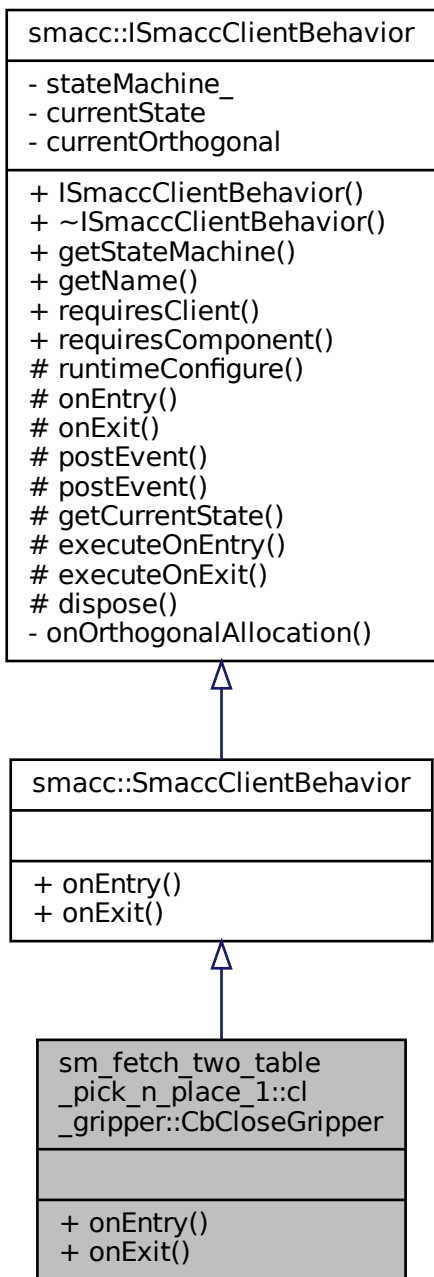 smacc::ISmaccClientBehavior
- stateMachine_
- currentState
- currentOrthogonal
+ ISmaccClientBehavior()
+ ~ISmaccClientBehavior()
+ getStateMachine()
+ getName()
+ requiresClient()
+ requiresComponent()
# runtimeConfigure()
# onEntry()
# onExit()
# postEvent()
# postEvent()
# getCurrentState()
# executeOnEntry()
# executeOnExit()
# dispose()
- onOrthogonalAllocation()
smacc::SmaccClientBehavior
+ onEntry()
+ onExit()
sm_fetch_two_table
_pick_n_place_1::cl
_gripper::CbCloseGripper
+ onEntry()
+ onExit()